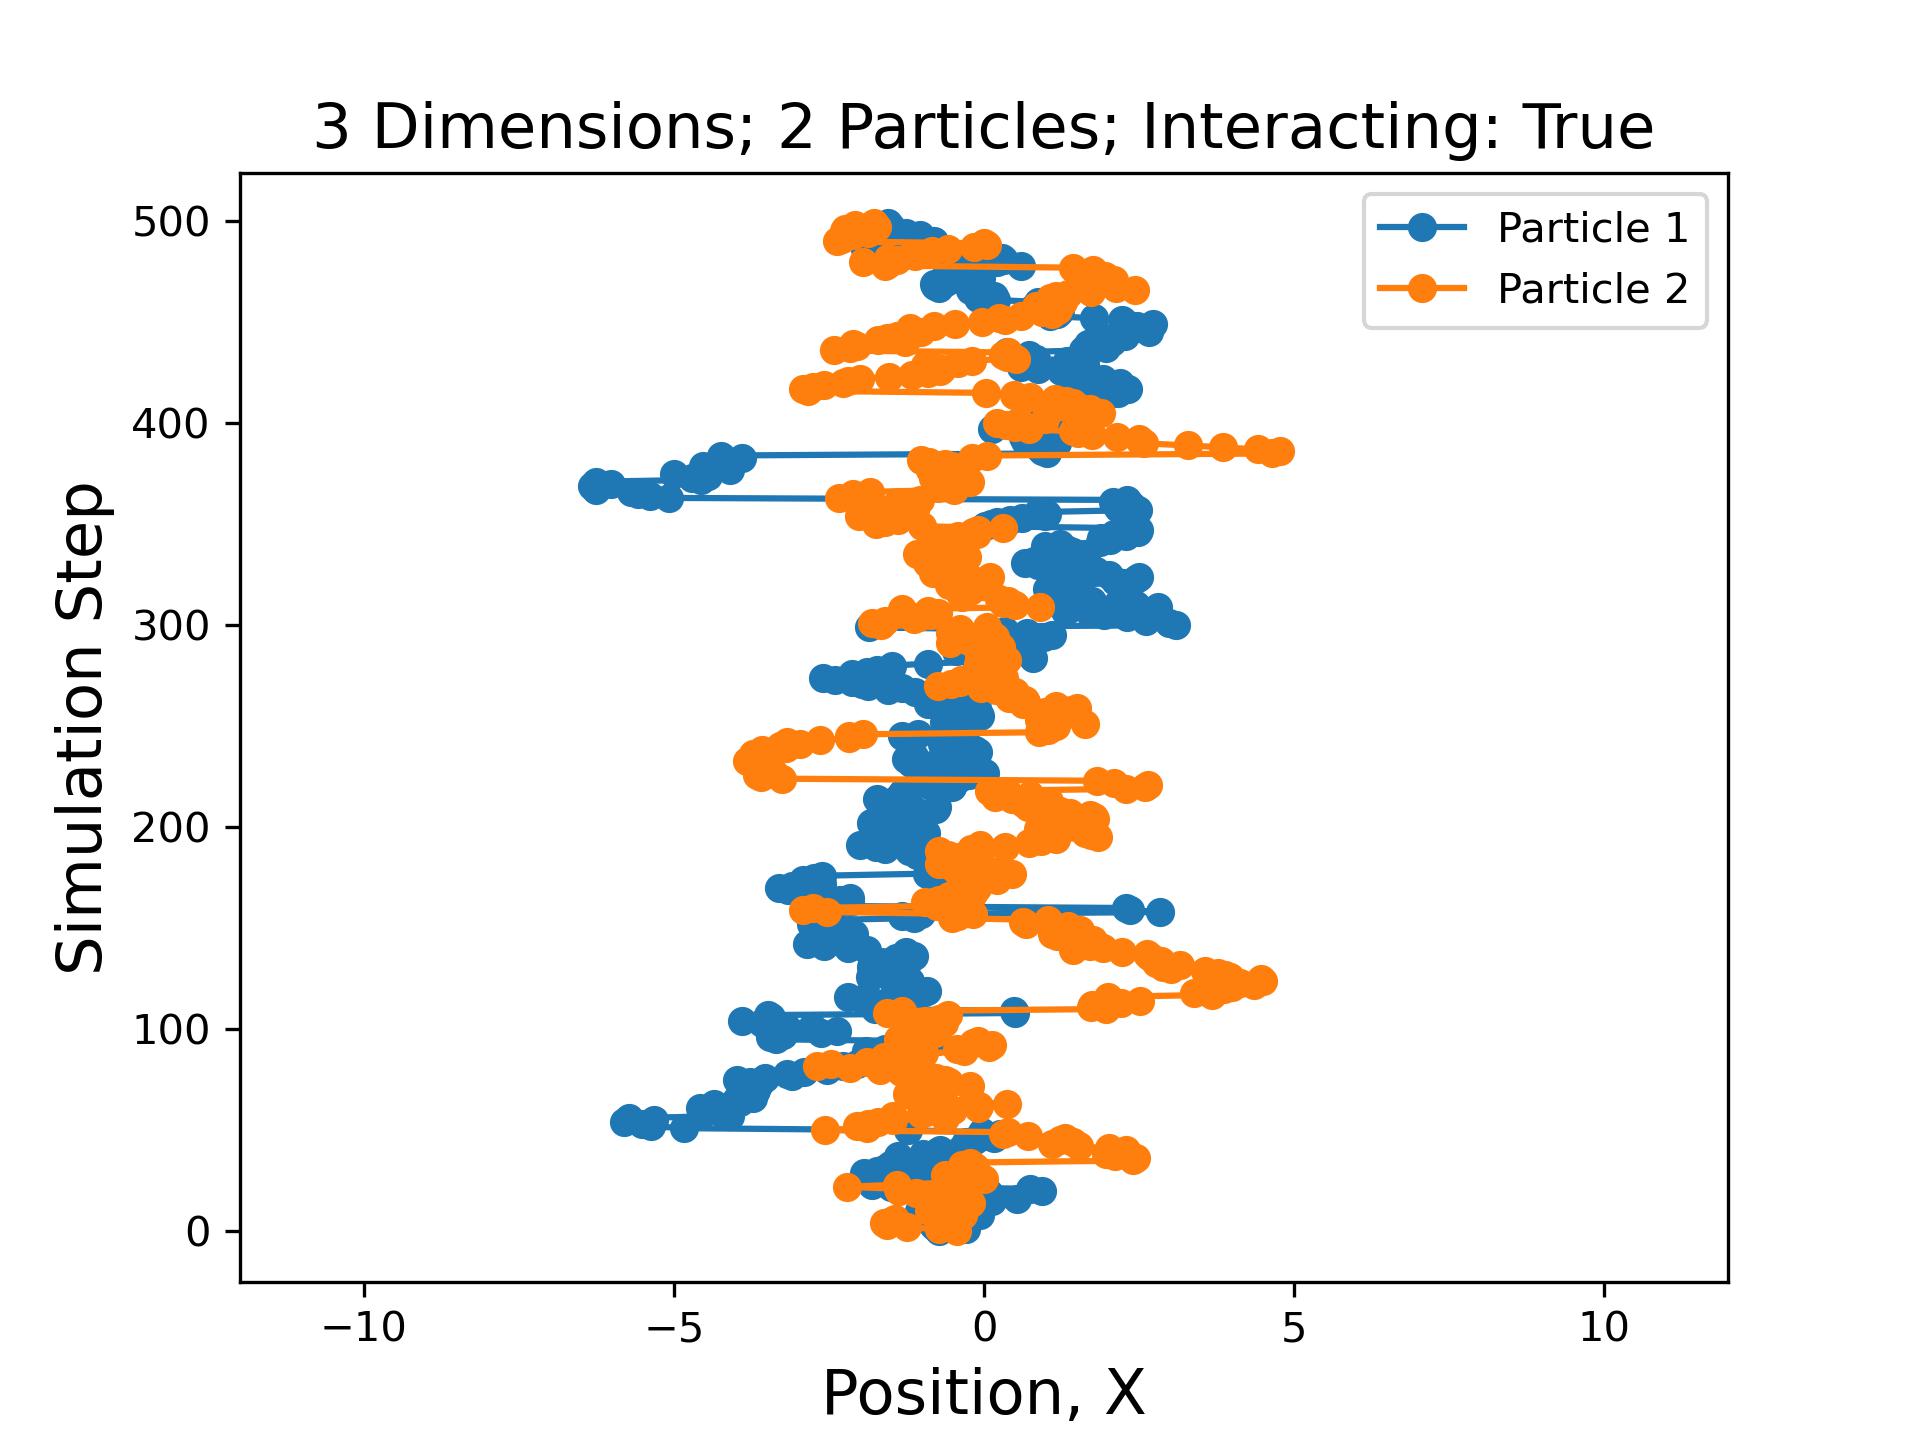 3 Dimensions; 2 Particles; Interacting: True
Particle 1
Particle 2
Simulation Step
500
400
300
200
100
0
−10
−5
0
5
10
Position, X